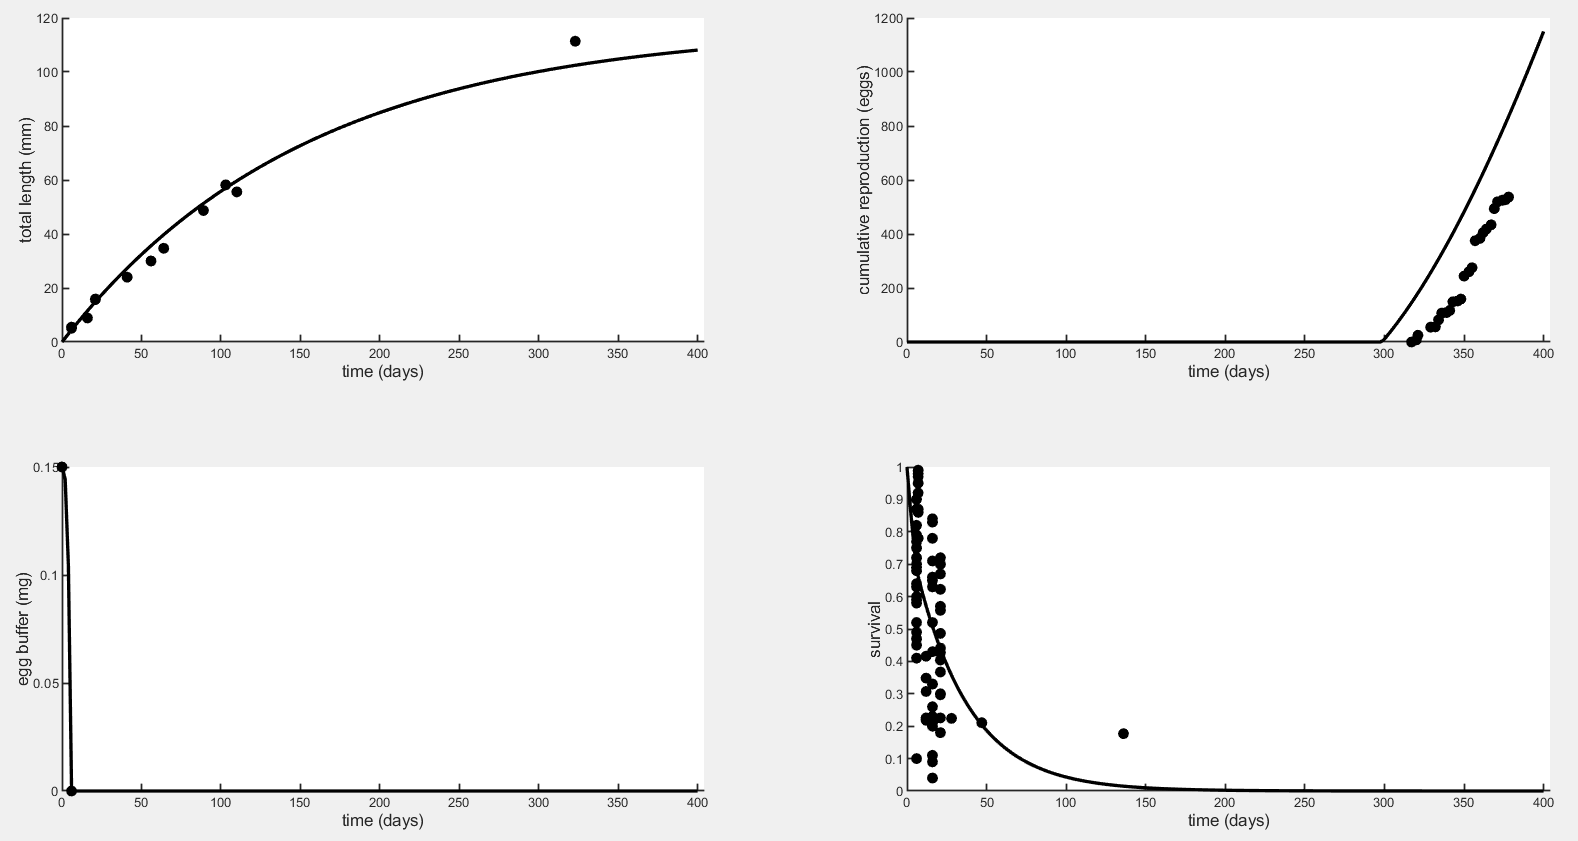 total length (mm)
120
100
80
60
40
20
0
0 50 100 150 200 250 300 350 400
time (days)
cumulative reproduction (eggs)
1200
1000
800
600
400
200
0
0 50 100 150 200 250 300 350 400
time (days)
egg buffer (mg)
0.15
0.1
0.05
0
0 50 100 150 200 250 300 350 400
time (days)
survival
1
0.9
0.8
0.7
0.6
0.5
0.4
0.3
0.2
0.1
0
0 50 100 150 200 250 300 350 400
time (days)